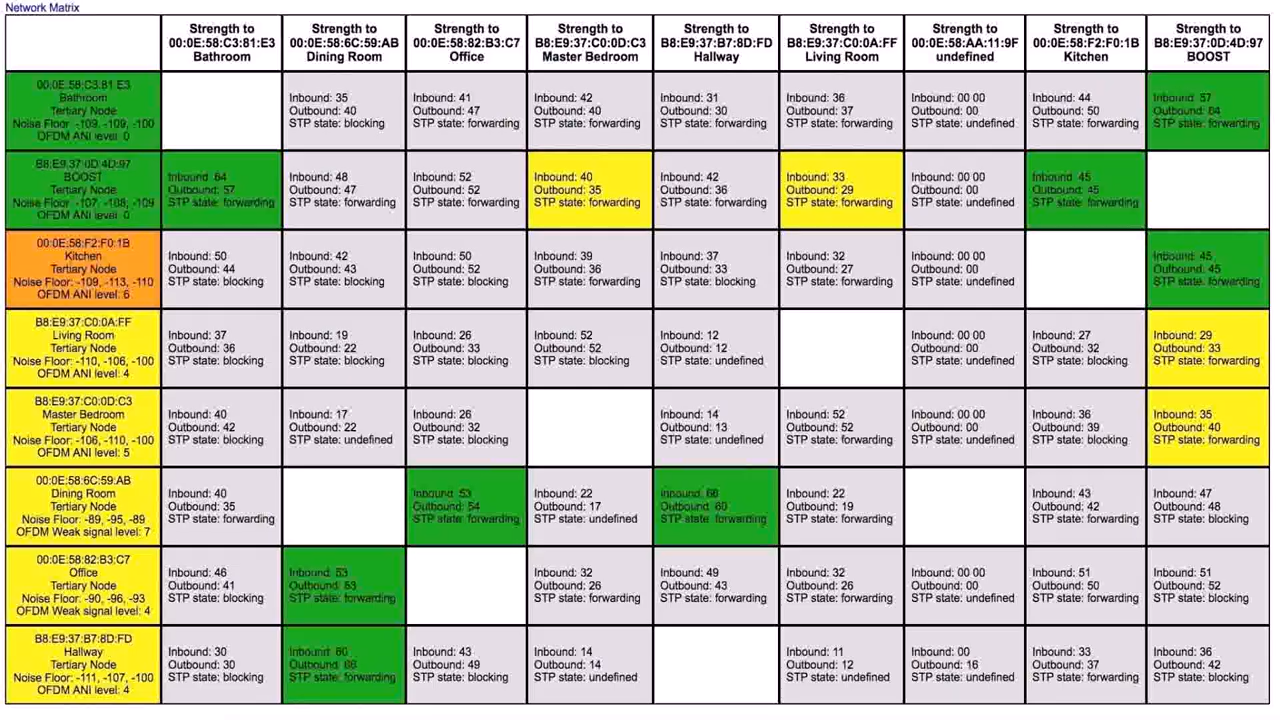 Network Matrix
Strength to
00:0E:58:C3:81:E3
Bathroom
Strength to
00:0E:58:6C:59:AB
Dining Room
Strength to
00:0E:58:82:B3:C7
Office
Strength to
B8:E9:37:C0:0D:C3
Master Bedroom
Strength to
B8:E9:37:B7:8D:FD
Hallway
Strength to
B8:E9:37:C0:0A:FF
Living Room
Strength to
00:0E:58:AA:11:9F
undefined
Strength to
00:0E:58:F2:F0:1B
Kitchen
Strength to
B8:E9:37:0D:4D:97
BOOST
00:0E:58:C3:81:E3
Bathroom
Tertiary Node
Noise Floor: -109, -109, -100
OFDM ANI level: 0
Inbound: 35
Outbound: 40
STP state: blocking
Inbound: 41
Outbound: 47
STP state: forwarding
Inbound: 42
Outbound: 40
STP state: forwarding
Inbound: 31
Outbound: 30
STP state: forwarding
Inbound: 36
Outbound: 37
STP state: forwarding
Inbound: 00 00
Outbound: 00
STP state: undefined
Inbound: 44
Outbound: 50
STP state: forwarding
Inbound: 57
Outbound: 64
STP state: forwarding
B8:E9:37:0D:4D:97
BOOST
Tertiary Node
Noise Floor: -107, -108, -109
OFDM ANI level: 0
Inbound: 64
Outbound: 57
STP state: forwarding
Inbound: 48
Outbound: 47
STP state: forwarding
Inbound: 52
Outbound: 52
STP state: forwarding
Inbound: 40
Outbound: 35
STP state: forwarding
Inbound: 42
Outbound: 36
STP state: forwarding
Inbound: 33
Outbound: 29
STP state: forwarding
Inbound: 00 00
Outbound: 00
STP state: undefined
Inbound: 45
Outbound: 45
STP state: forwarding
00:0E:58:F2:F0:1B
Kitchen
Tertiary Node
Noise Floor: -109, -113, -110
OFDM ANI level: 6
Inbound: 50
Outbound: 44
STP state: blocking
Inbound: 42
Outbound: 43
STP state: blocking
Inbound: 50
Outbound: 52
STP state: blocking
Inbound: 39
Outbound: 36
STP state: forwarding
Inbound: 37
Outbound: 33
STP state: blocking
Inbound: 32
Outbound: 27
STP state: forwarding
Inbound: 00 00
Outbound: 00
STP state: undefined
Inbound: 45
Outbound: 45
STP state: forwarding
B8:E9:37:C0:0A:FF
Living Room
Tertiary Node
Noise Floor: -110, -106, -100
OFDM ANI level: 4
Inbound: 37
Outbound: 36
STP state: blocking
Inbound: 19
Outbound: 22
STP state: blocking
Inbound: 26
Outbound: 33
STP state: blocking
Inbound: 52
Outbound: 52
STP state: blocking
Inbound: 12
Outbound: 12
STP state: undefined
Inbound: 00 00
Outbound: 00
STP state: undefined
Inbound: 27
Outbound: 32
STP state: blocking
Inbound: 29
Outbound: 33
STP state: forwarding
B8:E9:37:C0:0D:C3
Master Bedroom
Tertiary Node
Noise Floor: -106, -110, -100
OFDM ANI level: 5
Inbound: 40
Outbound: 42
STP state: blocking
Inbound: 17
Outbound: 22
STP state: undefined
Inbound: 26
Outbound: 32
STP state: blocking
Inbound: 14
Outbound: 13
STP state: undefined
Inbound: 52
Outbound: 52
STP state: forwarding
Inbound: 00 00
Outbound: 00
STP state: undefined
Inbound: 36
Outbound: 39
STP state: blocking
Inbound: 35
Outbound: 40
STP state: forwarding
00:0E:58:6C:59:AB
Dining Room
Tertiary Node
Noise Floor: -89, -95, -89
OFDM Weak signal level: 7
Inbound: 40
Outbound: 35
STP state: forwarding
Inbound: 53
Outbound: 54
STP state: forwarding
Inbound: 22
Outbound: 17
STP state: undefined
Inbound: 66
Outbound: 60
STP state: forwarding
Inbound: 22
Outbound: 19
STP state: forwarding
Inbound: 43
Outbound: 42
STP state: forwarding
Inbound: 47
Outbound: 48
STP state: blocking
00:0E:58:82:B3:C7
Office
Tertiary Node
Noise Floor: -90, -96, -93
OFDM Weak signal level: 4
Inbound: 46
Outbound: 41
STP state: blocking
Inbound: 53
Outbound: 53
STP state: forwarding
Inbound: 32
Outbound: 26
STP state: forwarding
Inbound: 49
Outbound: 43
STP state: forwarding
Inbound: 32
Outbound: 26
STP state: forwarding
Inbound: 00 00
Outbound: 00
STP state: undefined
Inbound: 51
Outbound: 50
STP state: forwarding
Inbound: 51
Outbound: 52
STP state: blocking
B8:E9:37:B7:8D:FD
Hallway
Tertiary Node
Noise Floor: -111, -107, -100
OFDM ANI level: 4
Inbound: 30
Outbound: 30
STP state: blocking
Inbound: 60
Outbound: 66
STP state: forwarding
Inbound: 43
Outbound: 49
STP state: blocking
Inbound: 14
Outbound: 14
STP state: undefined
Inbound: 11
Outbound: 12
STP state: undefined
Inbound: 00
Outbound: 16
STP state: undefined
Inbound: 33
Outbound: 37
STP state: blocking
Inbound: 36
Outbound: 42
STP state: blocking